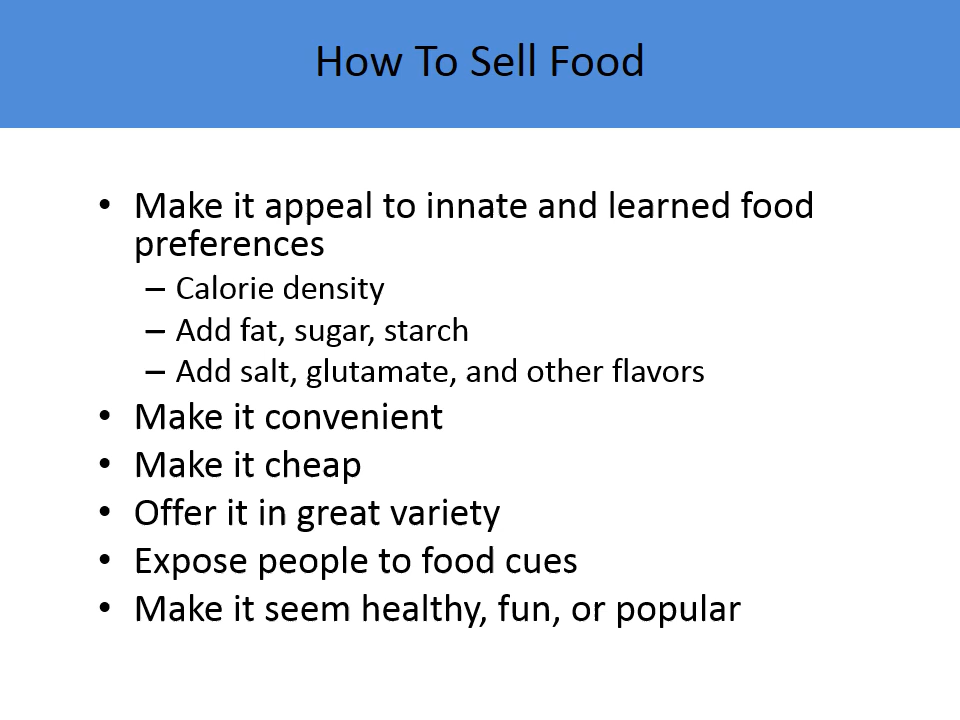 How To Sell Food
• Make it appeal to innate and learned food
preferences
– Calorie density
– Add fat, sugar, starch
– Add salt, glutamate, and other flavors
• Make it convenient
• Make it cheap
• Offer it in great variety
• Expose people to food cues
• Make it seem healthy, fun, or popular